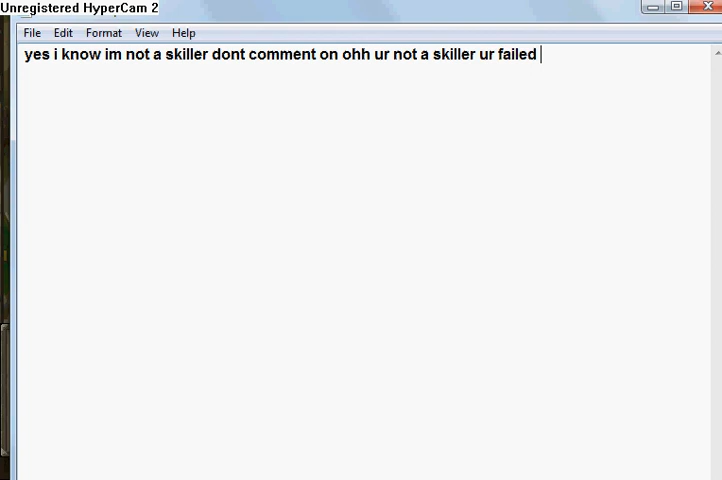 Unregistered HyperCam 2
File Edit Format View Help
yes i know im not a skiller dont comment on ohh ur not a skiller ur failed